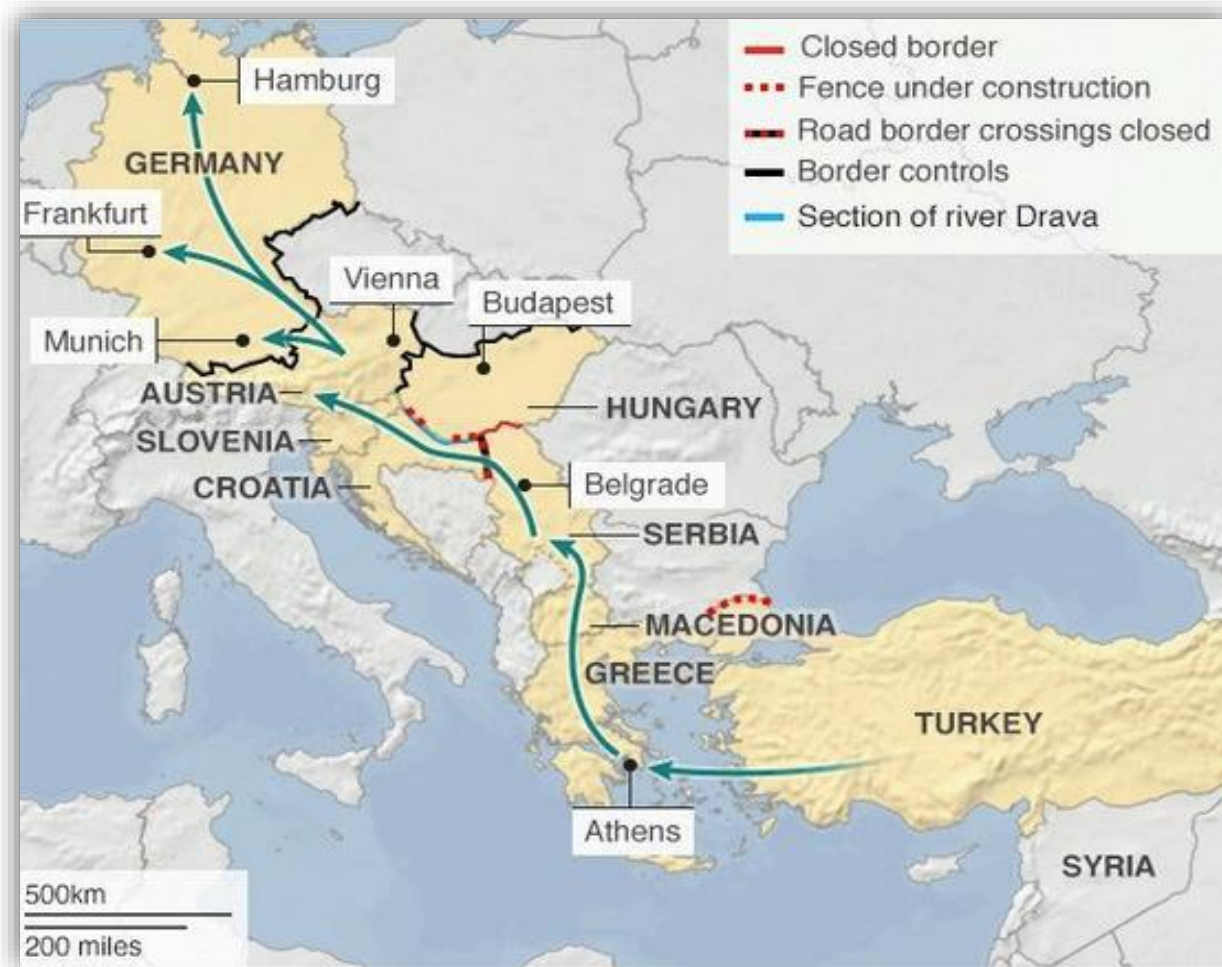 Closed border
Fence under construction
Road border crossings closed
Border controls
Section of river Drava
Hamburg
GERMANY
Frankfurt
Vienna
Budapest
Munich
AUSTRIA
HUNGARY
SLOVENIA
CROATIA
Belgrade
SERBIA
MACEDONIA
GREECE
TURKEY
Athens
SYRIA
500km
200 miles